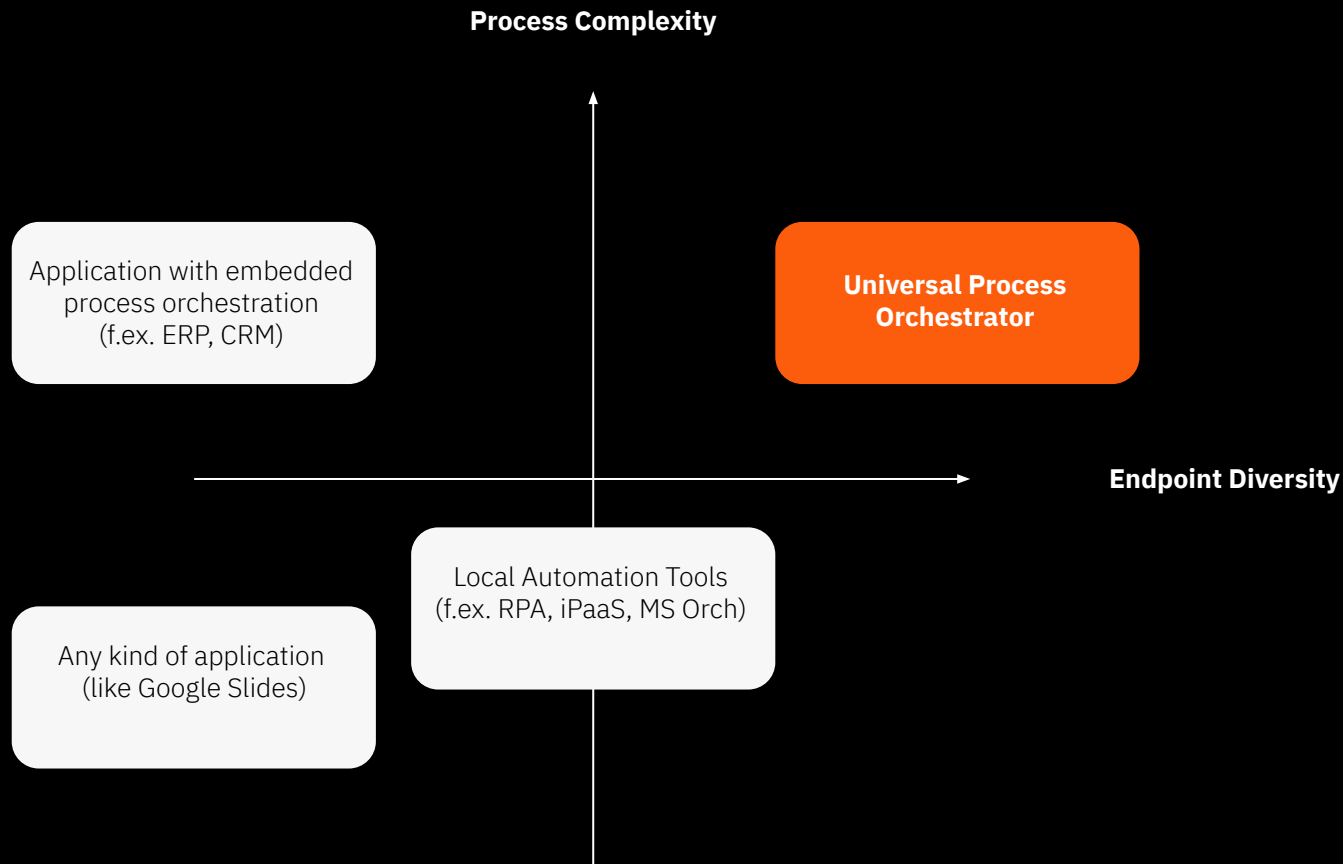 Process Complexity
Application with embedded
process orchestration
(f.ex. ERP, CRM)
Universal Process
Orchestrator
Endpoint Diversity
Local Automation Tools
(f.ex. RPA, iPaaS, MS Orch)
Any kind of application
(like Google Slides)